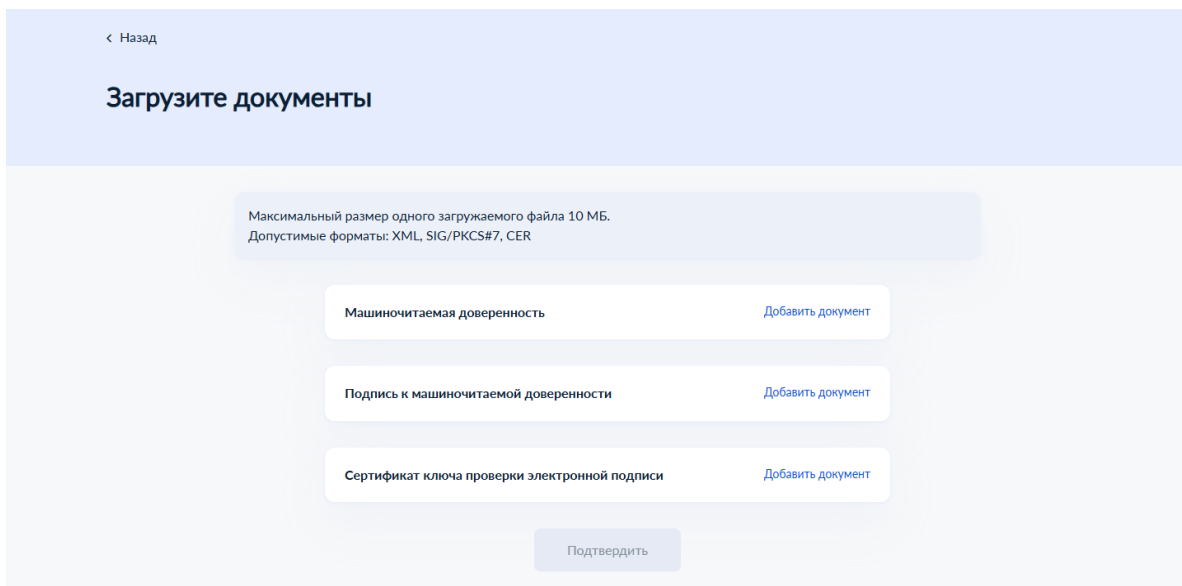 Назад
Загрузите документы
Максимальный размер одного загружаемого файла 10 МБ.
Допустимые форматы: XML, SIG/PKCS#7, CER
Машиночитаемая доверенность
Добавить документ
Подпись к машиночитаемой доверенности
Добавить документ
Сертификат ключа проверки электронной подписи
Добавить документ
Подтвердить